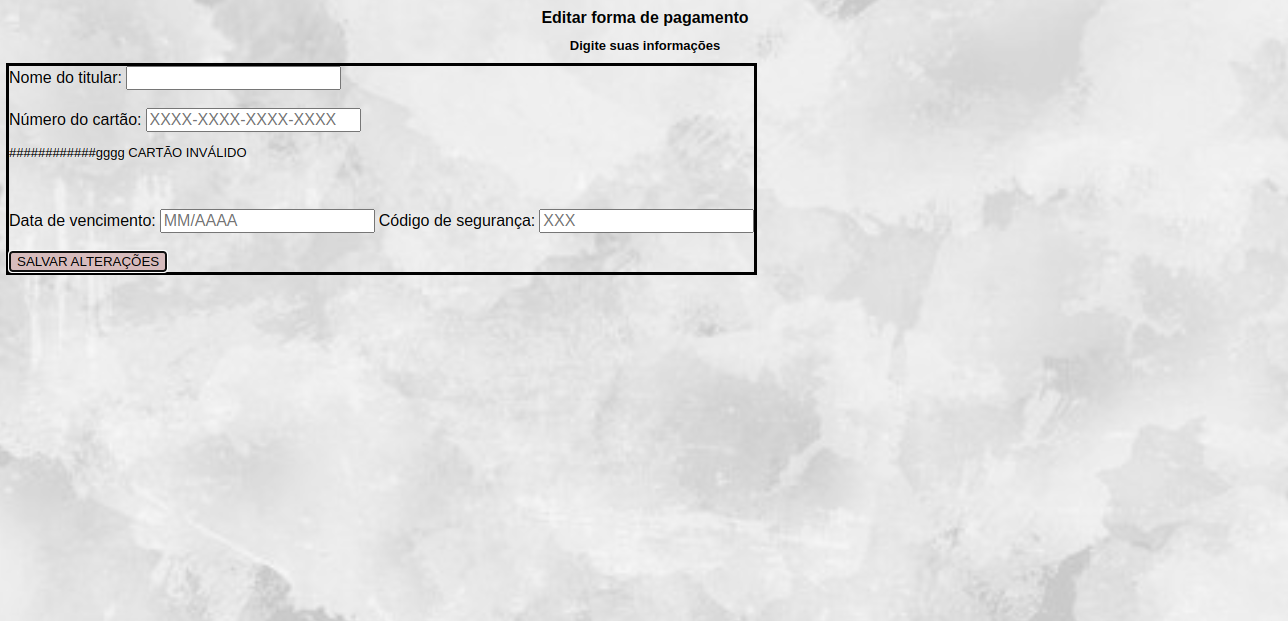 Editar forma de pagamento
Digite suas informações
Nome do titular:
Número do cartão: XXXX-XXXX-XXXX-XXXX
############gggg CARTÃO INVÁLIDO
Data de vencimento: MM/AAAA Código de segurança: XXX
SALVAR ALTERAÇÕES